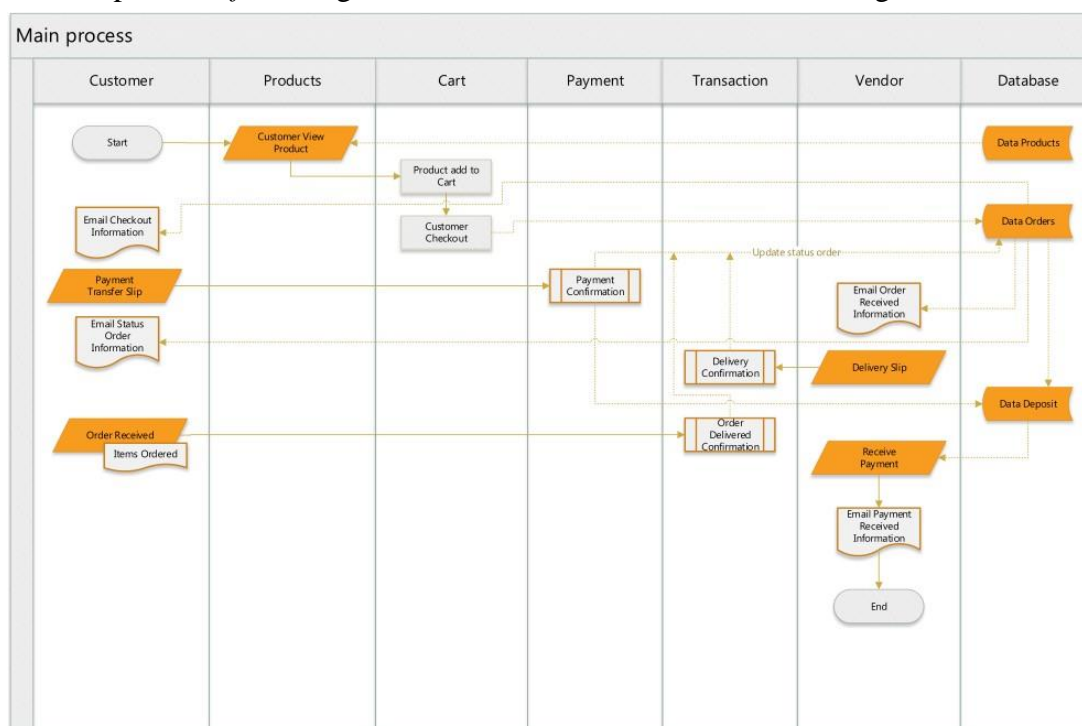 Main process
Customer
Products
Cart
Payment
Transaction
Vendor
Database
Start
Customer View
Product
Data Products
Product add to
Cart
Email Checkout
Information
Customer
Checkout
Data Orders
Update status order
Payment
Transfer Slip
Payment
Confirmation
Email Order
Received
Information
Email Status
Order
Information
Delivery
Confirmation
Delivery Slip
Data Deposit
Order Received
Items Ordered
Order
Delivered
Confirmation
Receive
Payment
Email Payment
Received
Information
End